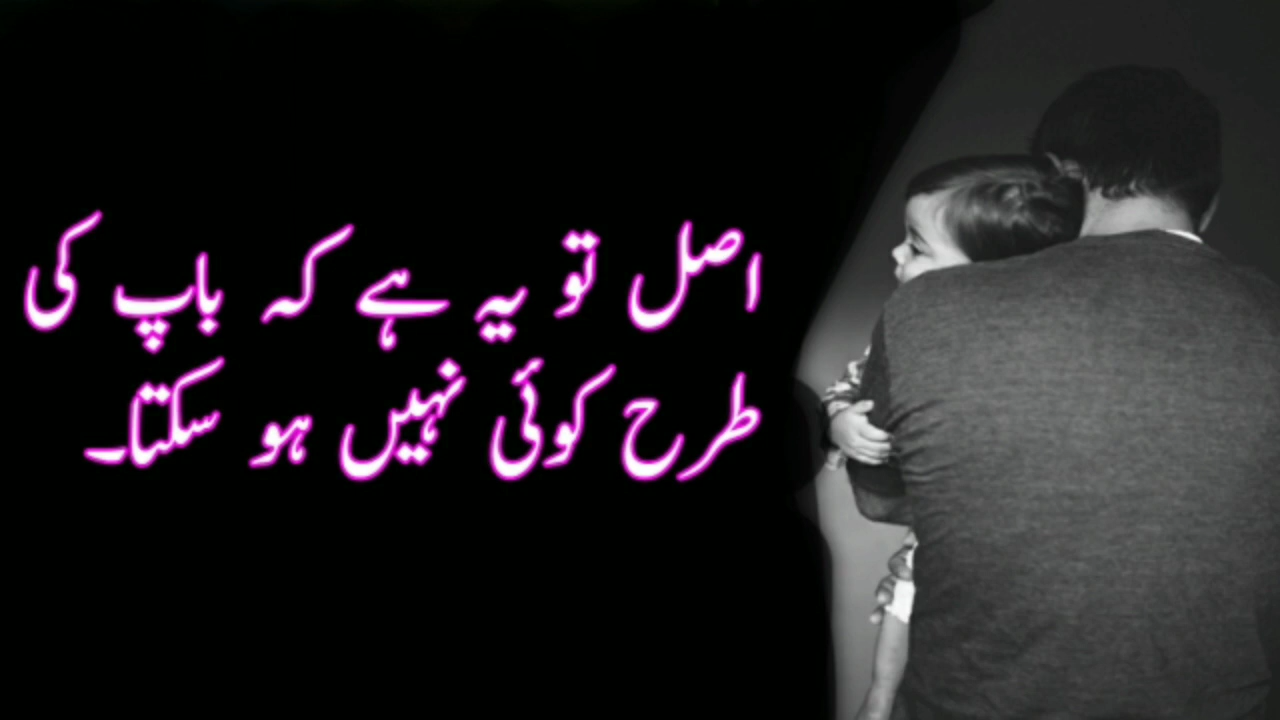 اصل تو یہ ہے کہ باپ کی
طرح کوئی نہیں ہو سکتا۔